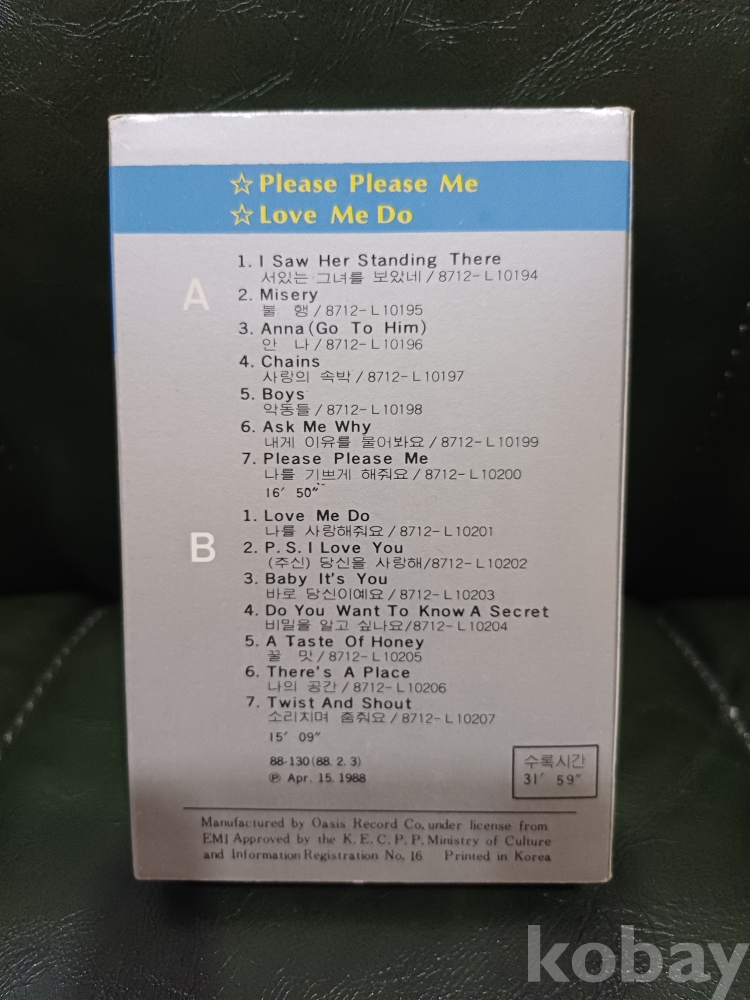 ☆ Please Please Me
☆ Love Me Do
A
1. I Saw Her Standing There
서있는 그녀를 보았네 / 8712-L10194
2. Misery
불 행 / 8712-L10195
3. Anna (Go To Him)
안 나 / 8712-L10196
4. Chains
사랑의 속박 / 8712-L10197
5. Boys
악동들 / 8712-L10198
6. Ask Me Why
내게 이유를 물어봐요 / 8712-L10199
7. Please Please Me
나를 기쁘게 해줘요 / 8712-L10200
16′ 50″
B
1. Love Me Do
나를 사랑해줘요 / 8712-L10201
2. P.S. I Love You
(추신) 당신을 사랑해/8712-L10202
3. Baby It's You
바로 당신이예요 / 8712-L10203
4. Do You Want To Know A Secret
비밀을 알고 싶나요/8712-L10204
5. A Taste Of Honey
꿀 맛 / 8712-L10205
6. There's A Place
나의 공간 / 8712-L10206
7. Twist And Shout
소리치며 춤춰요 / 8712-L10207
15′ 09″
88-130 (88. 2. 3)
℗ Apr. 15. 1988
수록시간
31′ 59″
Manufactured by Oasis Record Co, under license from
EMI Approved by the K. E. C. P. P. Ministry of Culture
and Information Registration No. 16 Printed in Korea
kobay